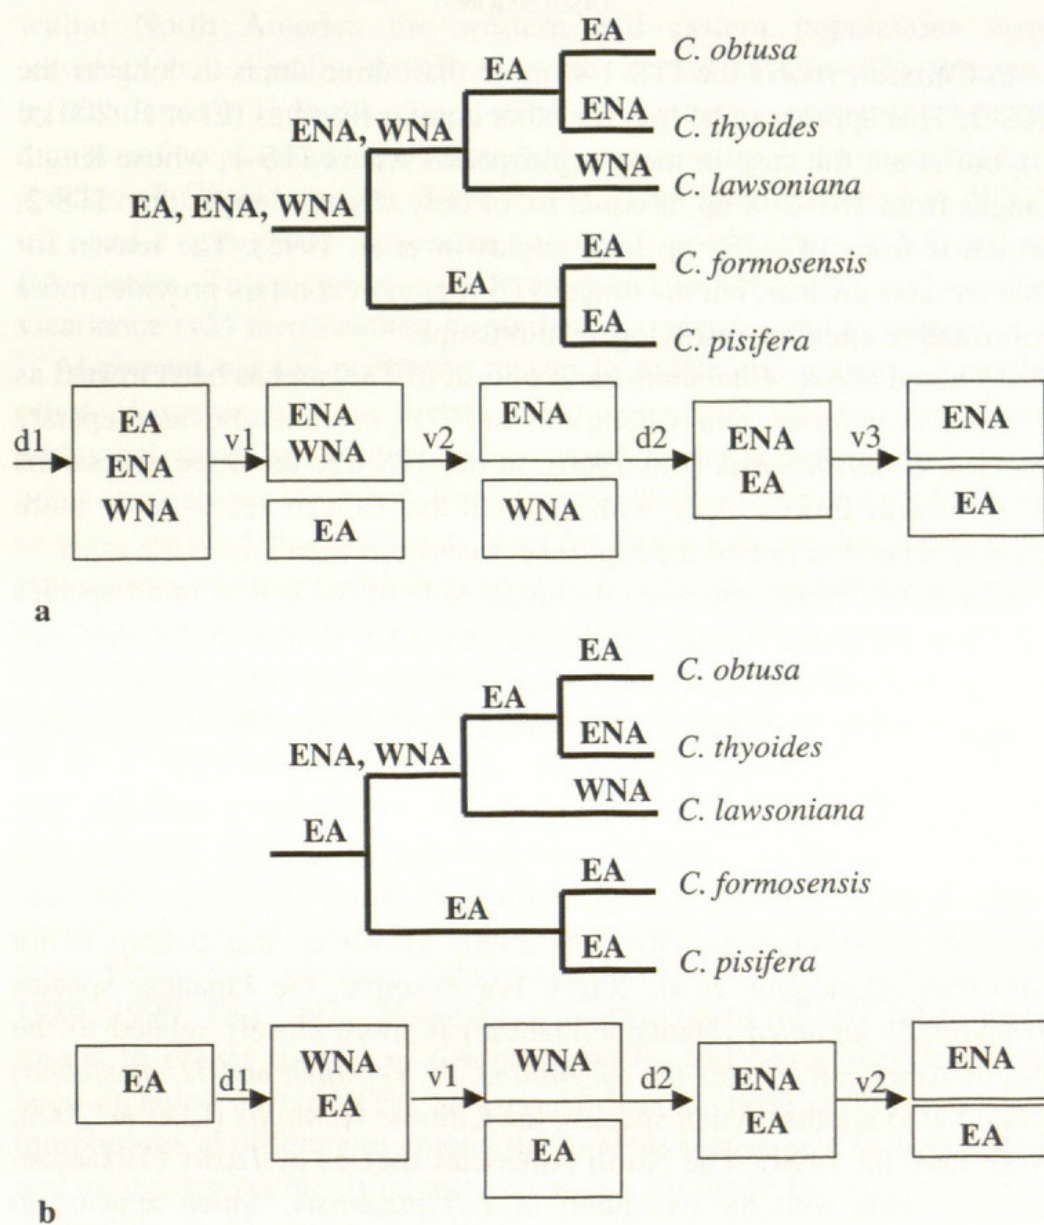 EA
C. obtusa
EA
ENA
C. thyoides
ENA, WNA
WNA
C. lawsoniana
EA, ENA, WNA
EA
C. formosensis
EA
EA
C. pisifera
d1
EA
ENA
WNA
v1
ENA
WNA
EA
v2
ENA
WNA
d2
ENA
EA
v3
ENA
EA
a
EA
C. obtusa
EA
ENA
C. thyoides
ENA, WNA
WNA
C. lawsoniana
EA
EA
C. formosensis
EA
EA
C. pisifera
EA
d1
WNA
EA
v1
WNA
EA
d2
ENA
EA
v2
ENA
EA
b